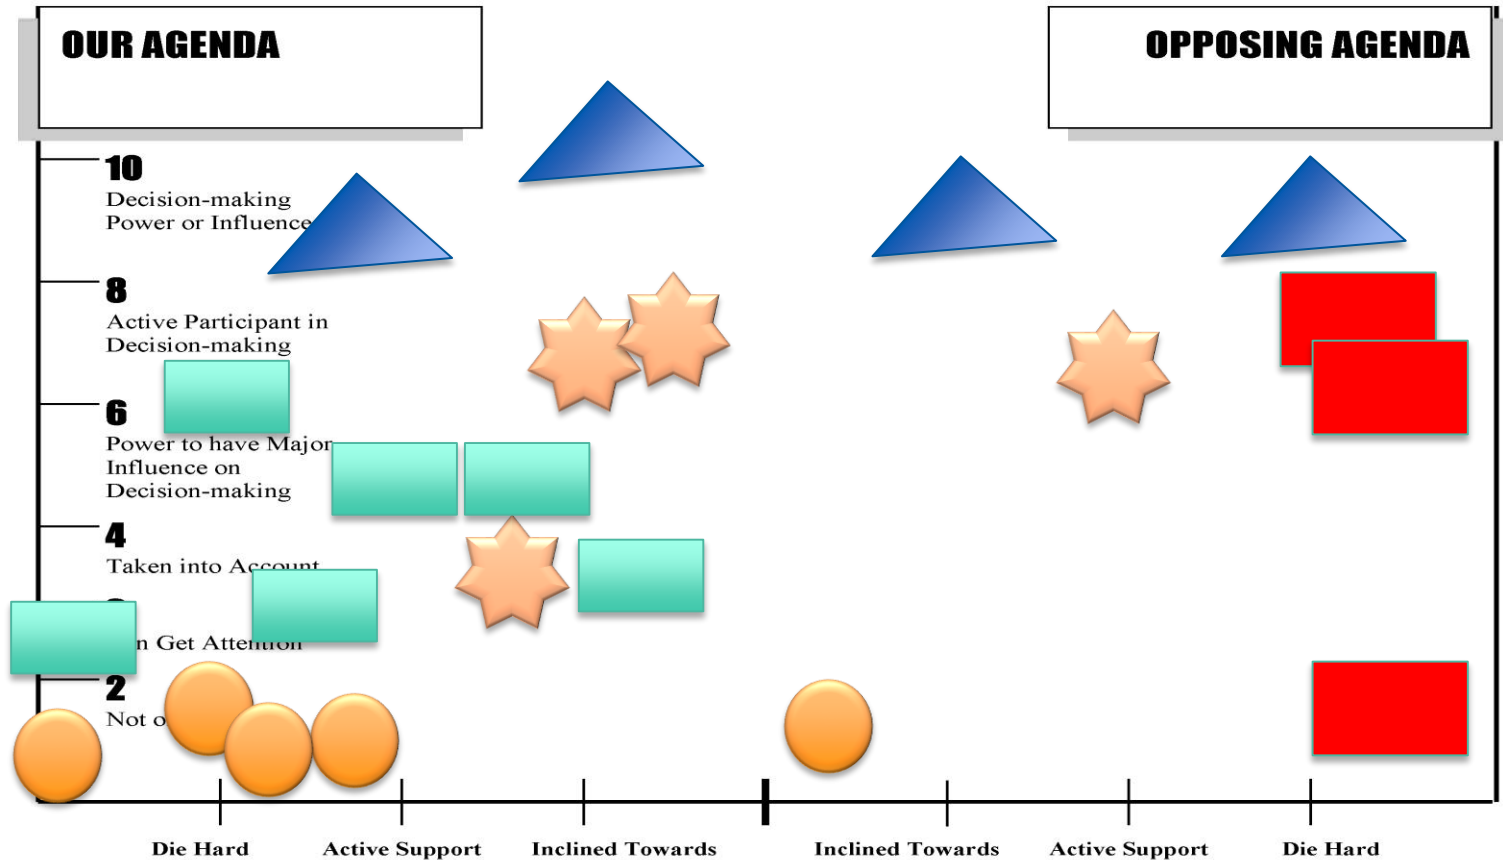 OUR AGENDA
OPPOSING AGENDA
10
Decision-making
Power or Influence
8
Active Participant in
Decision-making
6
Power to have Major
Influence on
Decision-making
4
Taken into Account
Get Attention
2
Not
Die Hard
Active Support
Inclined Towards
Inclined Towards
Active Support
Die Hard